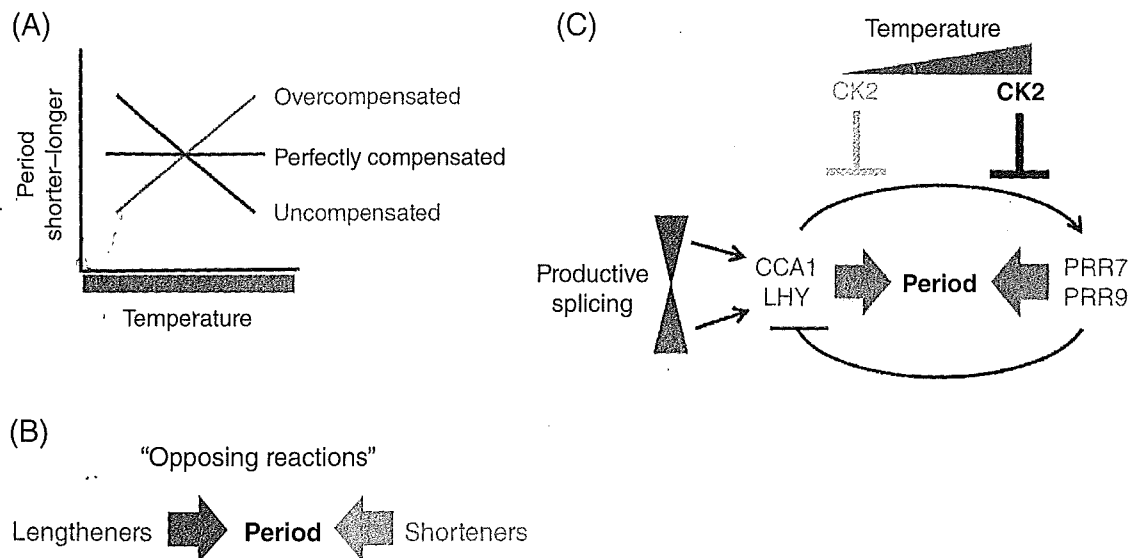 (A)
Period
shorter–longer
Overcompensated
Perfectly compensated
Uncompensated
Temperature
(B)
"Opposing reactions"
Lengtheners
Period
Shorteners
(C)
Temperature
CK2
CK2
Productive
splicing
CCA1
LHY
Period
PRR7
PRR9